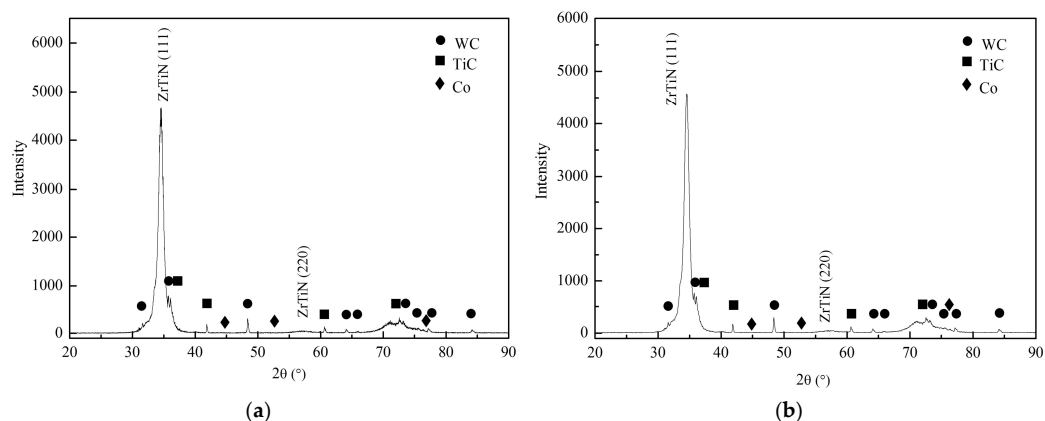 6000
5000
4000
3000
2000
1000
0
Intensity
ZrTiN (111)
ZrTiN (220)
WC
TiC
Co
20 30 40 50 60 70 80 90
2θ (°)
(a)
6000
5000
4000
3000
2000
1000
0
Intensity
ZrTiN (111)
ZrTiN (220)
WC
TiC
Co
20 30 40 50 60 70 80 90
2θ (°)
(b)